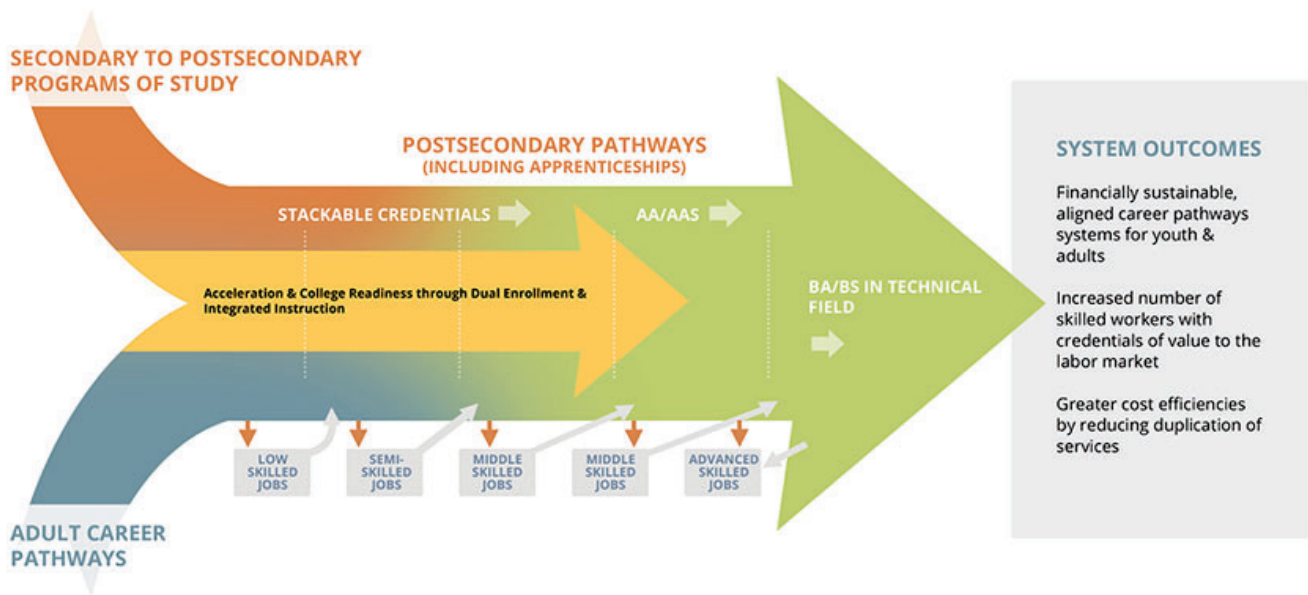 SECONDARY TO POSTSECONDARY
PROGRAMS OF STUDY
POSTSECONDARY PATHWAYS
(INCLUDING APPRENTICESHIPS)
STACKABLE CREDENTIALS
AA/AAS
Acceleration & College Readiness through Dual Enrollment &
Integrated Instruction
BA/BS IN TECHNICAL
FIELD
LOW
SKILLED
JOBS
SEMI-
SKILLED
JOBS
MIDDLE
SKILLED
JOBS
MIDDLE
SKILLED
JOBS
ADVANCED
SKILLED
JOBS
ADULT CAREER
PATHWAYS
SYSTEM OUTCOMES
Financially sustainable,
aligned career pathways
systems for youth &
adults
Increased number of
skilled workers with
credentials of value to the
labor market
Greater cost efficiencies
by reducing duplication of
services